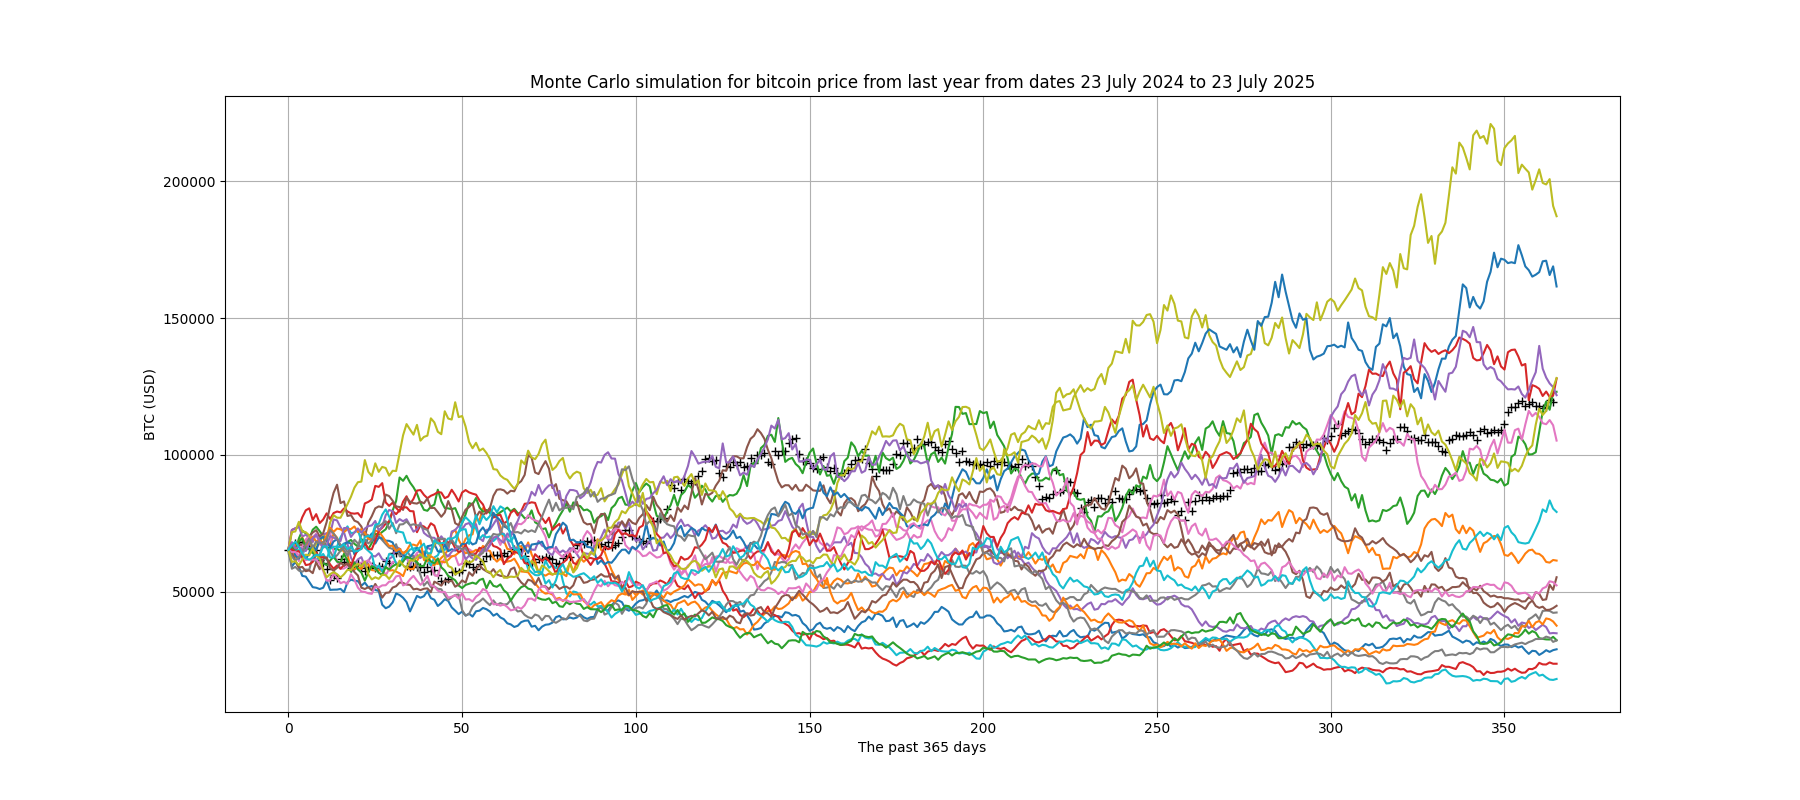 Monte Carlo simulation for bitcoin price from last year from dates 23 July 2024 to 23 July 2025
BTC (USD)
200000
150000
100000
50000
0 50 100 150 200 250 300 350
The past 365 days